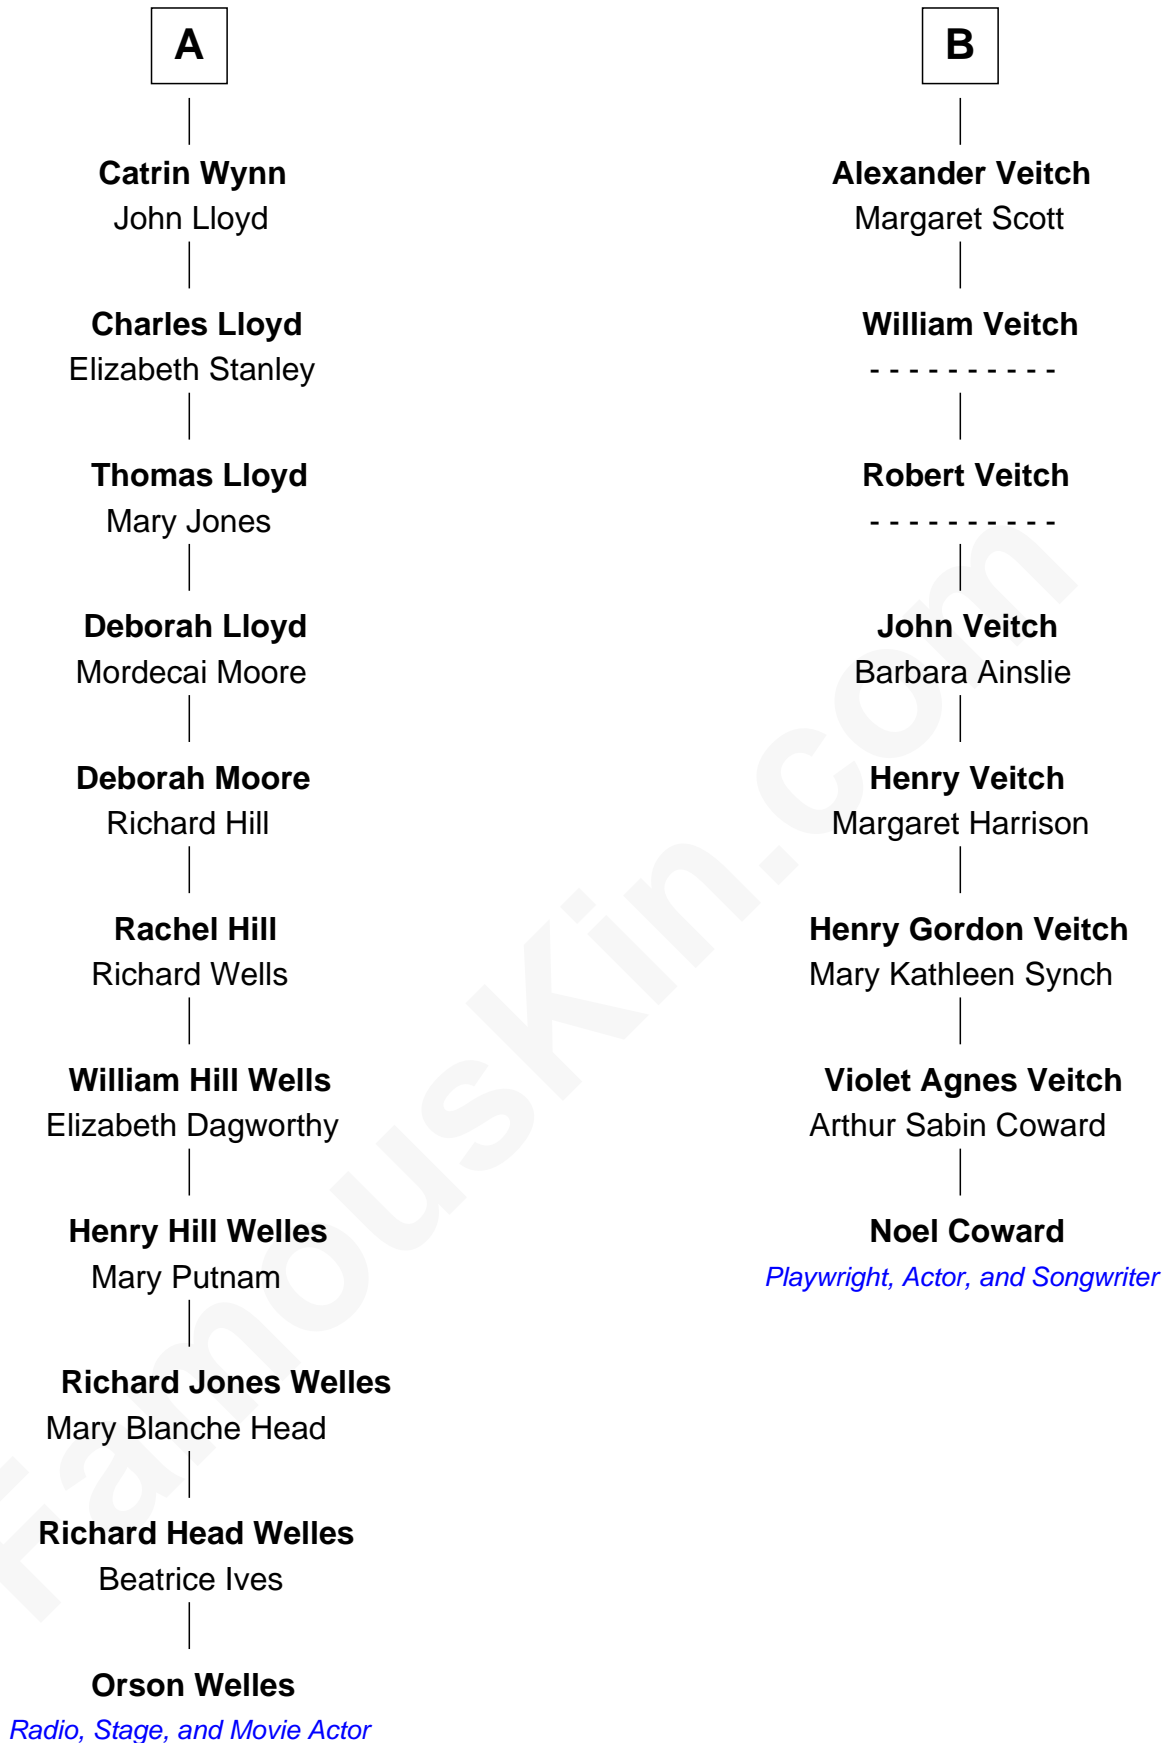 A
Catrin Wynn
John Lloyd
Charles Lloyd
Elizabeth Stanley
Thomas Lloyd
Mary Jones
Deborah Lloyd
Mordecai Moore
Deborah Moore
Richard Hill
Rachel Hill
Richard Wells
William Hill Wells
Elizabeth Dagworthy
Henry Hill Welles
Mary Putnam
Richard Jones Welles
Mary Blanche Head
Richard Head Welles
Beatrice Ives
Orson Welles
Radio, Stage, and Movie Actor
B
Alexander Veitch
Margaret Scott
William Veitch
- - - - - - - - - -
Robert Veitch
- - - - - - - - - -
John Veitch
Barbara Ainslie
Henry Veitch
Margaret Harrison
Henry Gordon Veitch
Mary Kathleen Synch
Violet Agnes Veitch
Arthur Sabin Coward
Noel Coward
Playwright, Actor, and Songwriter
FamousKin.com